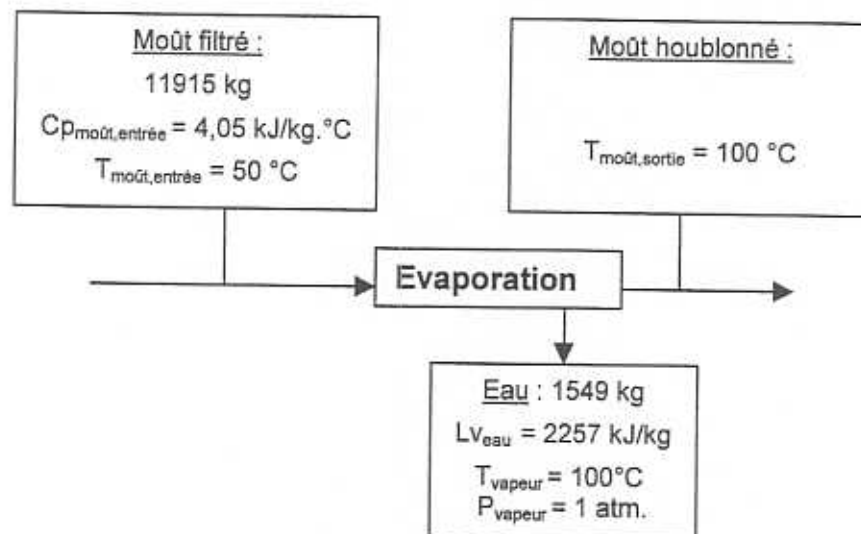 Moût filtré :
11915 kg
Cpmoût,entrée = 4,05 kJ/kg.°C
Tmoût,entrée = 50 °C
Moût houblonné :
Tmoût,sortie = 100 °C
Evaporation
Eau : 1549 kg
Lveau = 2257 kJ/kg
Tvapeur = 100°C
Pvapeur = 1 atm.